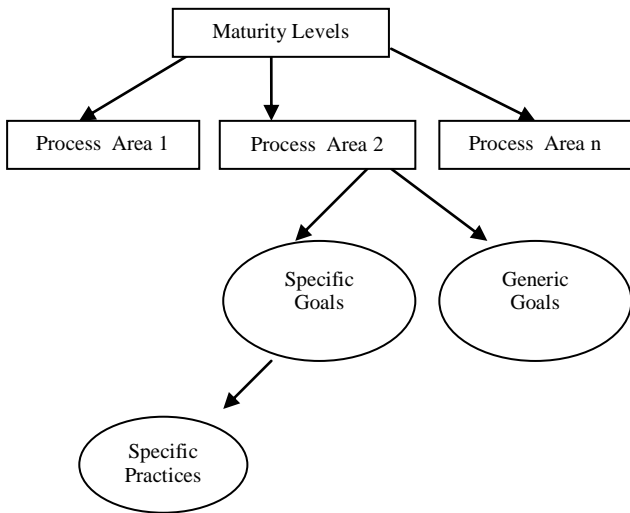 Maturity Levels
Process Area 1
Process Area 2
Process Area n
Specific
Goals
Generic
Goals
Specific
Practices